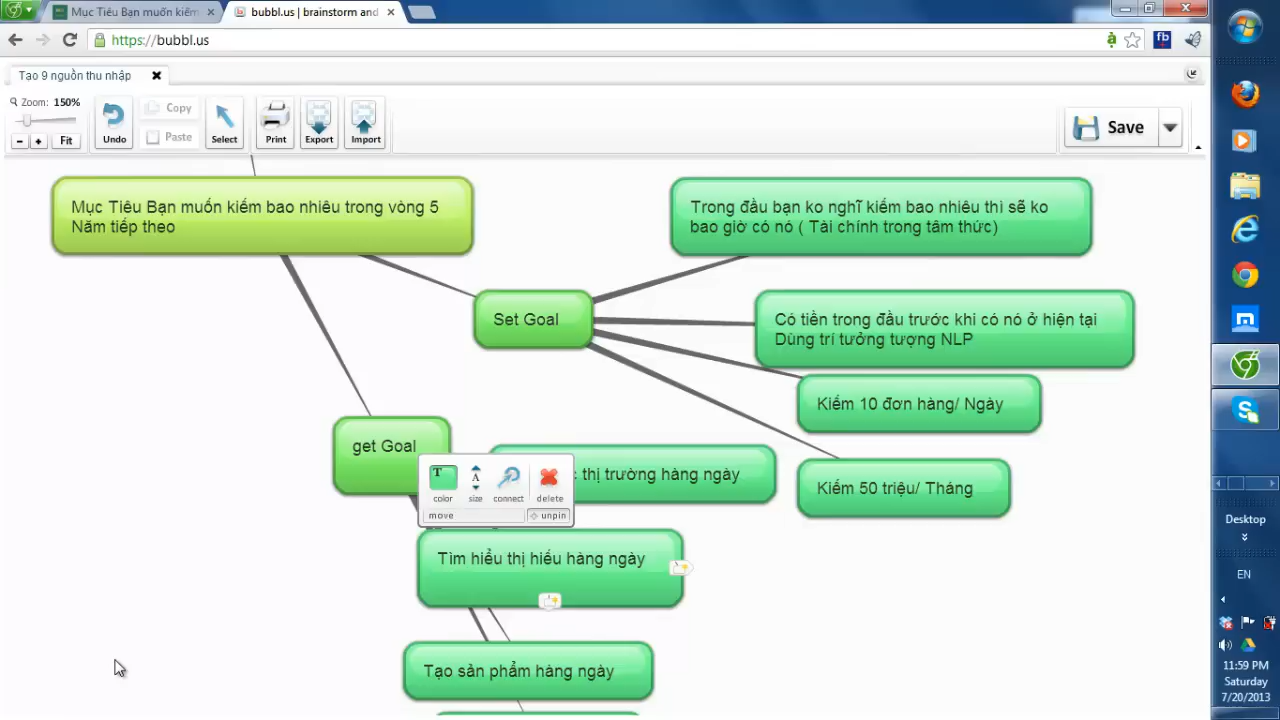 Mục Tiêu Bạn muốn kiếm
bubbl.us | brainstorm and
https://bubbl.us
Tạo 9 nguồn thu nhập
Zoom: 150%
Fit
Undo
Copy
Paste
Select
Print
Export
Import
Save
Mục Tiêu Bạn muốn kiếm bao nhiêu trong vòng 5
Năm tiếp theo
Trong đầu bạn ko nghĩ kiếm bao nhiêu thì sẽ ko
bao giờ có nó ( Tài chính trong tâm thức)
Set Goal
Có tiền trong đầu trước khi có nó ở hiện tại
Dùng trí tưởng tượng NLP
Kiếm 10 đơn hàng/ Ngày
get Goal
thị trường hàng ngày
Kiếm 50 triệu/ Tháng
color
size
connect
delete
move
unpin
Tìm hiểu thị hiếu hàng ngày
Tạo sản phẩm hàng ngày
Desktop
EN
11:59 PM
Saturday
7/20/2013